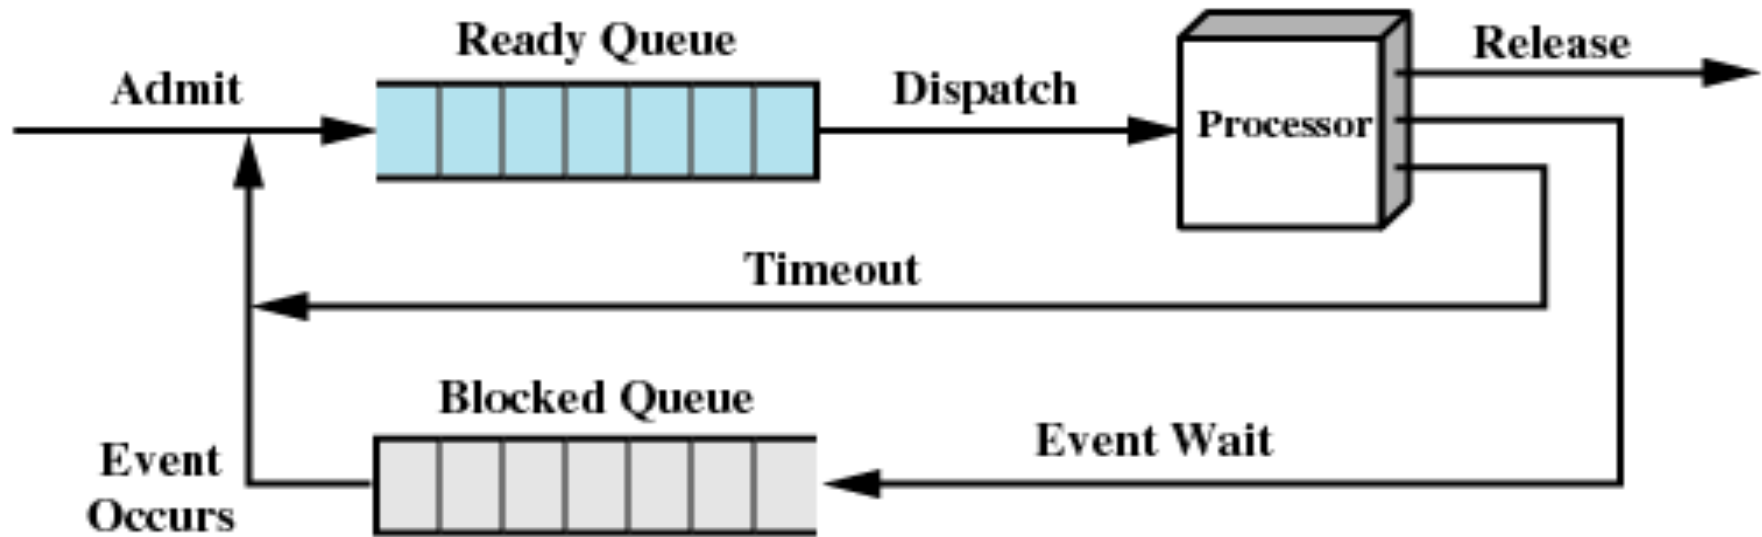 Ready Queue
Release
Admit
Dispatch
Processor
Timeout
Blocked Queue
Event Wait
Event
Occurs